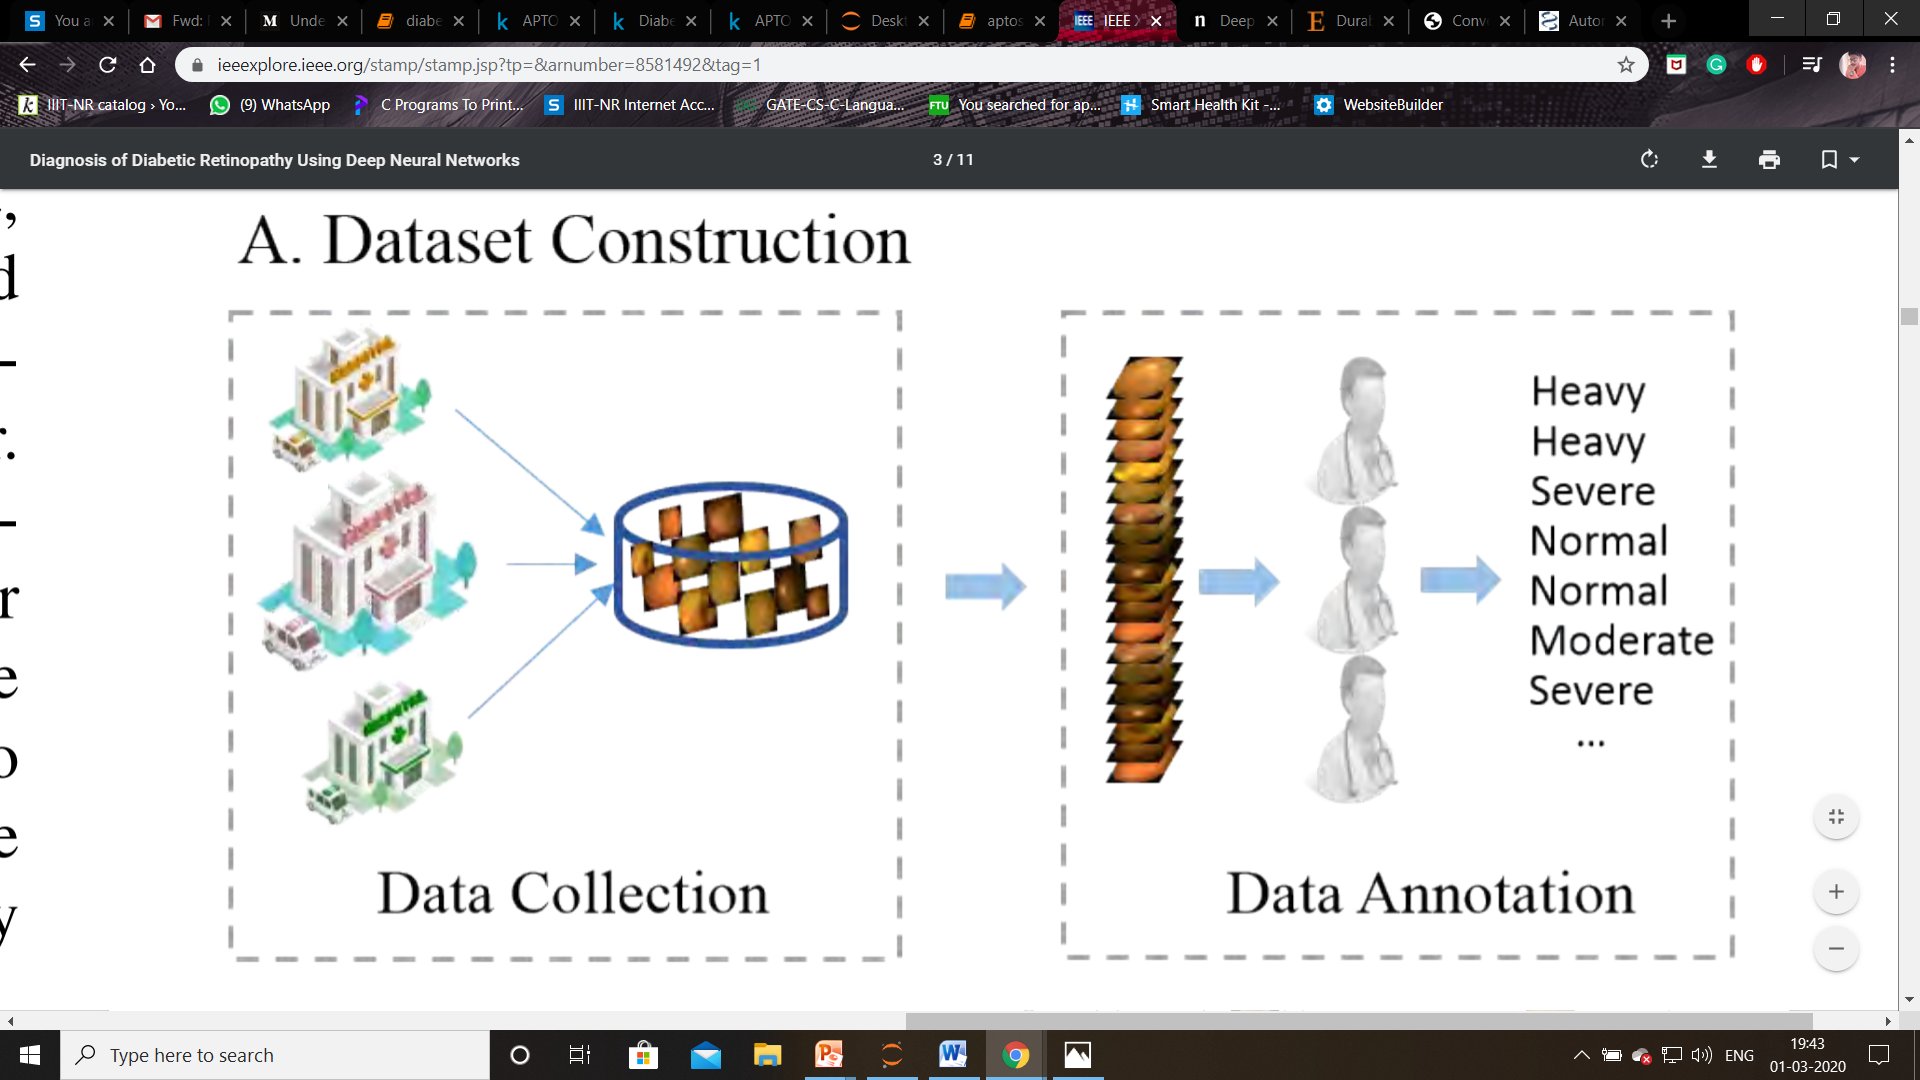 You a
Fwd:
Unde
diabe
APTO
Diabe
APTO
Deskt
aptos
IEEE
IEEE X
Deep
Dural
Conv
Autor
ieeexplore.ieee.org/stamp/stamp.jsp?tp=&arnumber=8581492&tag=1
IIIT-NR catalog › Yo...
(9) WhatsApp
C Programs To Print...
IIIT-NR Internet Acc...
GATE-CS-C-Langua...
FTU
You searched for ap...
Smart Health Kit -...
WebsiteBuilder
Diagnosis of Diabetic Retinopathy Using Deep Neural Networks
3 / 11
A. Dataset Construction
Heavy
Heavy
Severe
Normal
Normal
Moderate
Severe
...
Data Collection
Data Annotation
Type here to search
ENG
19:43
01-03-2020